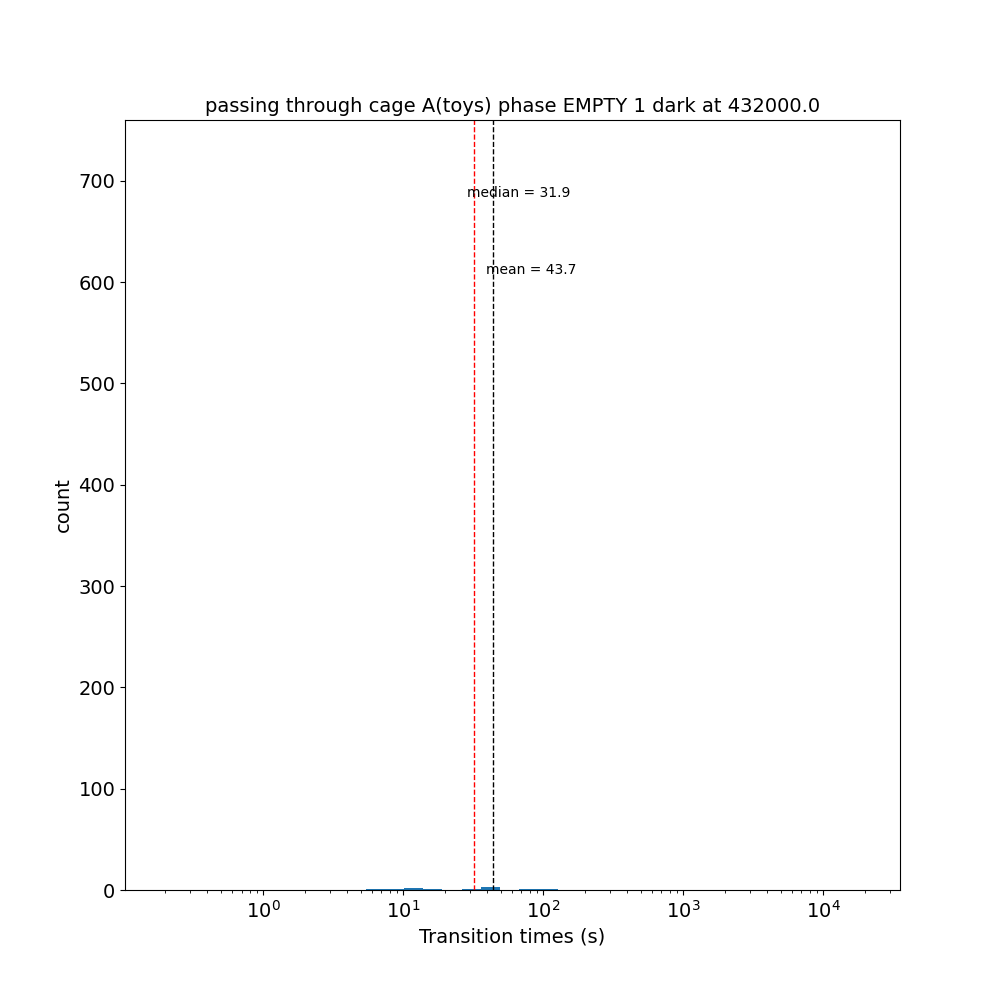 passing through cage A(toys) phase EMPTY 1 dark at 432000.0
700
median = 31.9
600
mean = 43.7
500
400
count
300
200
100
0
10^0 10^1 10^2 10^3 10^4
Transition times (s)